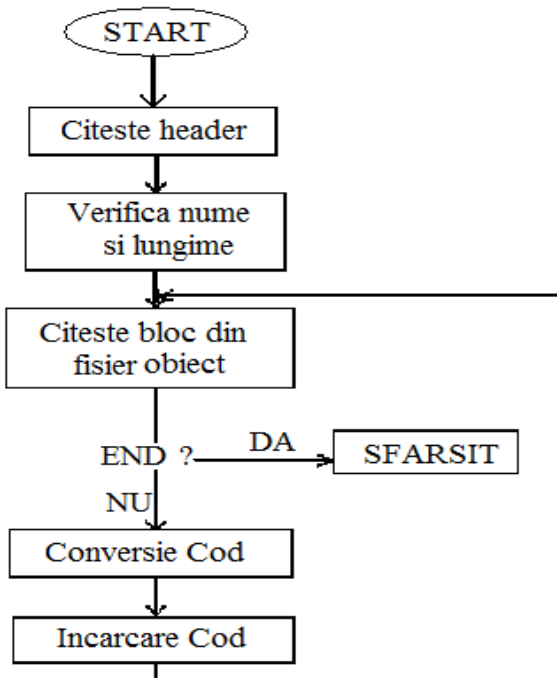 START
Citeste header
Verifica nume
si lungime
Citeste bloc din
fisier obiect
END ?
DA
SFARSIT
NU
Conversie Cod
Incarcare Cod